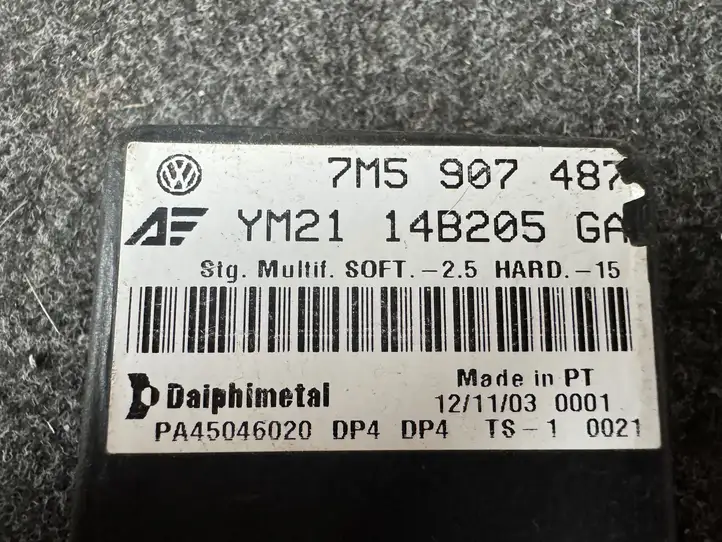 7M5 907 487
AF YM21 14B205 GA
Stg. Multif. SOFT.-2.5 HARD.-15
Daiphimetal Made in PT
12/11/03 0001
PA45046020 DP4 DP4 TS-1 0021